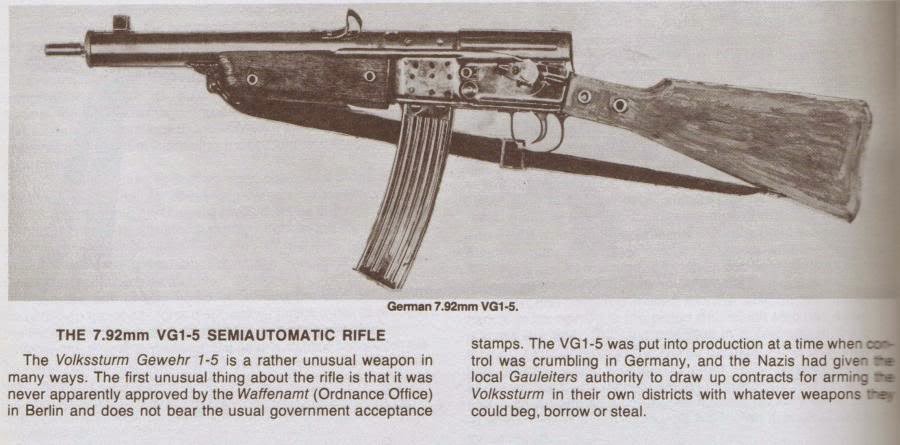 German 7.92mm VG1-5.
THE 7.92mm VG1-5 SEMIAUTOMATIC RIFLE
The Volkssturm Gewehr 1-5 is a rather unusual weapon in
many ways. The first unusual thing about the rifle is that it was
never apparently approved by the Waffenamt (Ordnance Office)
in Berlin and does not bear the usual government acceptance
stamps. The VG1-5 was put into production at a time when con-
trol was crumbling in Germany, and the Nazis had given the
local Gauleiters authority to draw up contracts for arming the
Volkssturm in their own districts with whatever weapons they
could beg, borrow or steal.